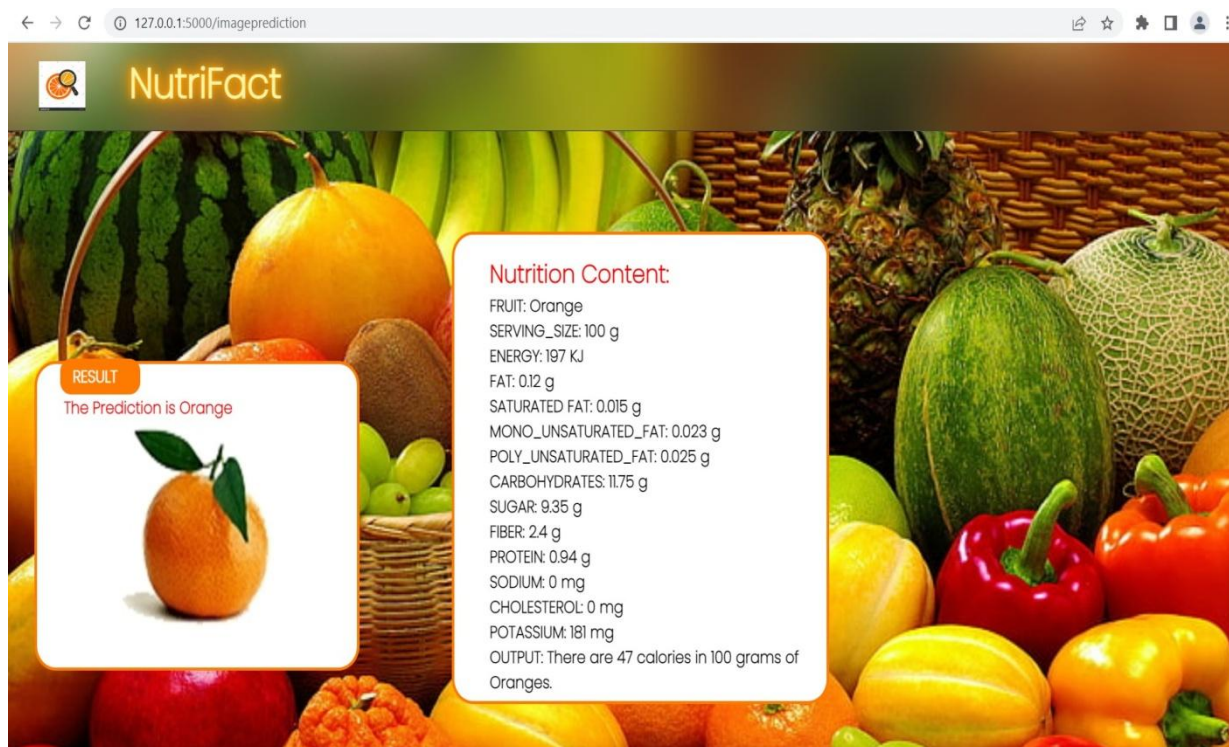 127.0.0.1:5000/imageprediction
NutriFact
RESULT
The Prediction is Orange
Nutrition Content:
FRUIT: Orange
SERVING_SIZE: 100 g
ENERGY: 197 KJ
FAT: 0.12 g
SATURATED FAT: 0.015 g
MONO_UNSATURATED_FAT: 0.023 g
POLY_UNSATURATED_FAT: 0.025 g
CARBOHYDRATES: 11.75 g
SUGAR: 9.35 g
FIBER: 2.4 g
PROTEIN: 0.94 g
SODIUM: 0 mg
CHOLESTEROL: 0 mg
POTASSIUM: 181 mg
OUTPUT: There are 47 calories in 100 grams of
Oranges.